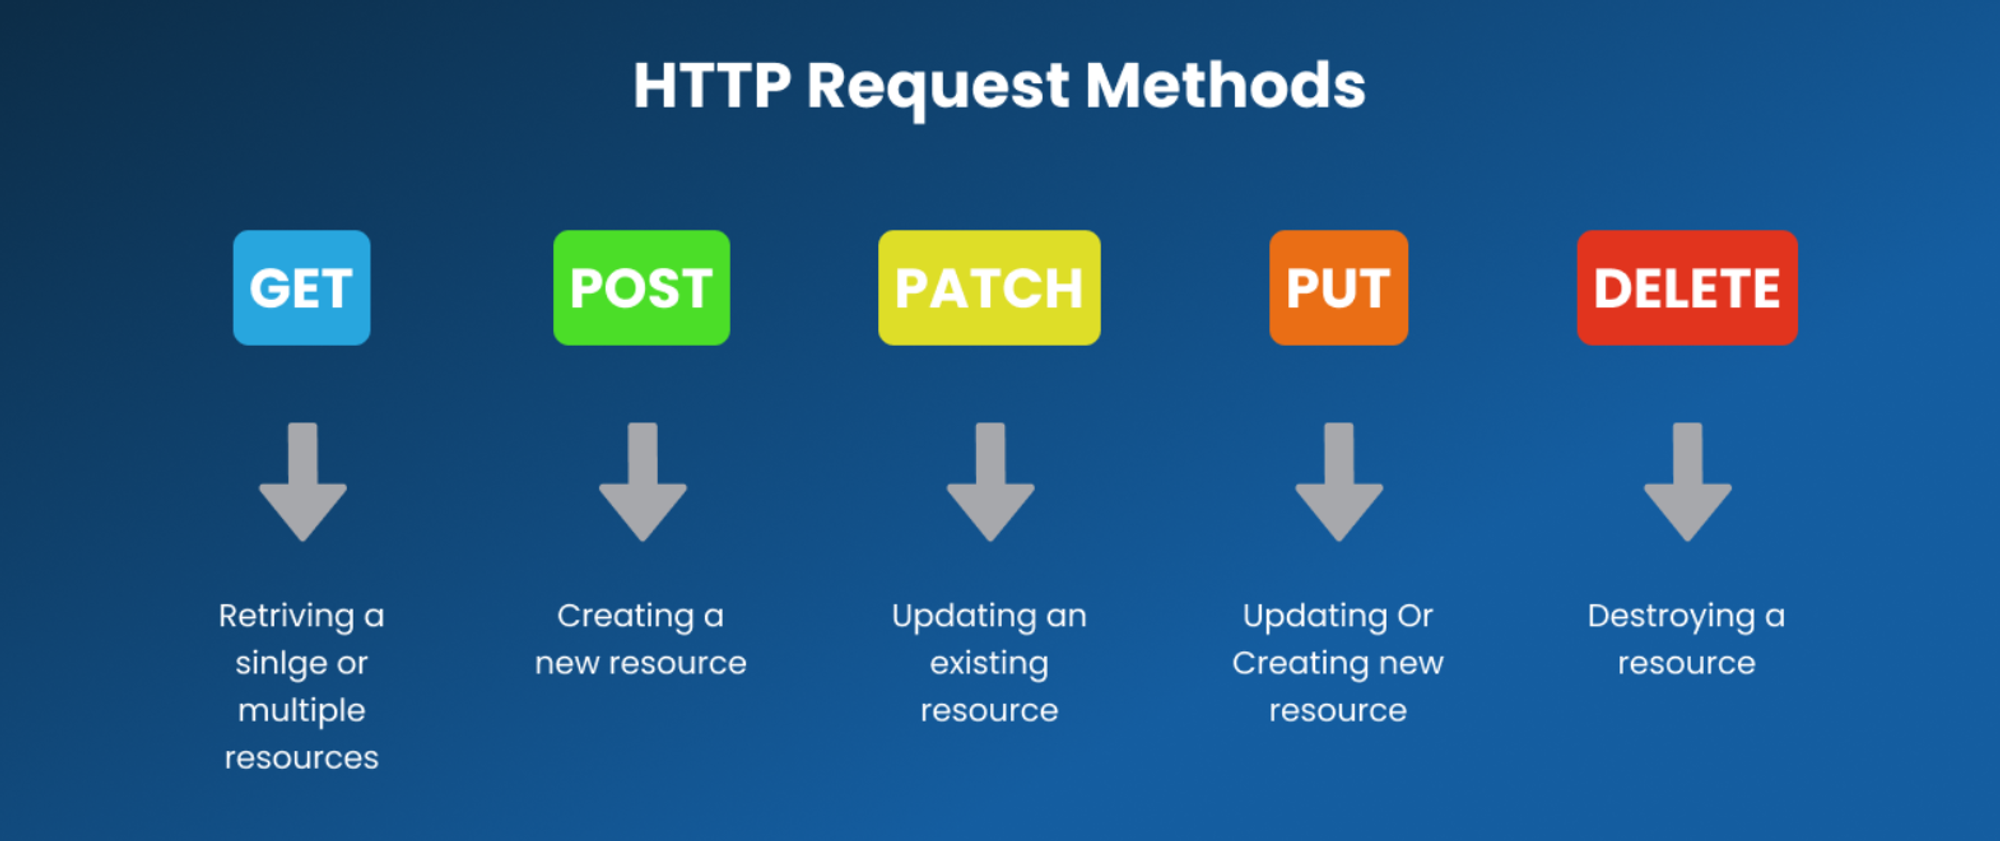 HTTP Request Methods
GET
POST
PATCH
PUT
DELETE
Retriving a
sinlge or
multiple
resources
Creating a
new resource
Updating an
existing
resource
Updating Or
Creating new
resource
Destroying a
resource